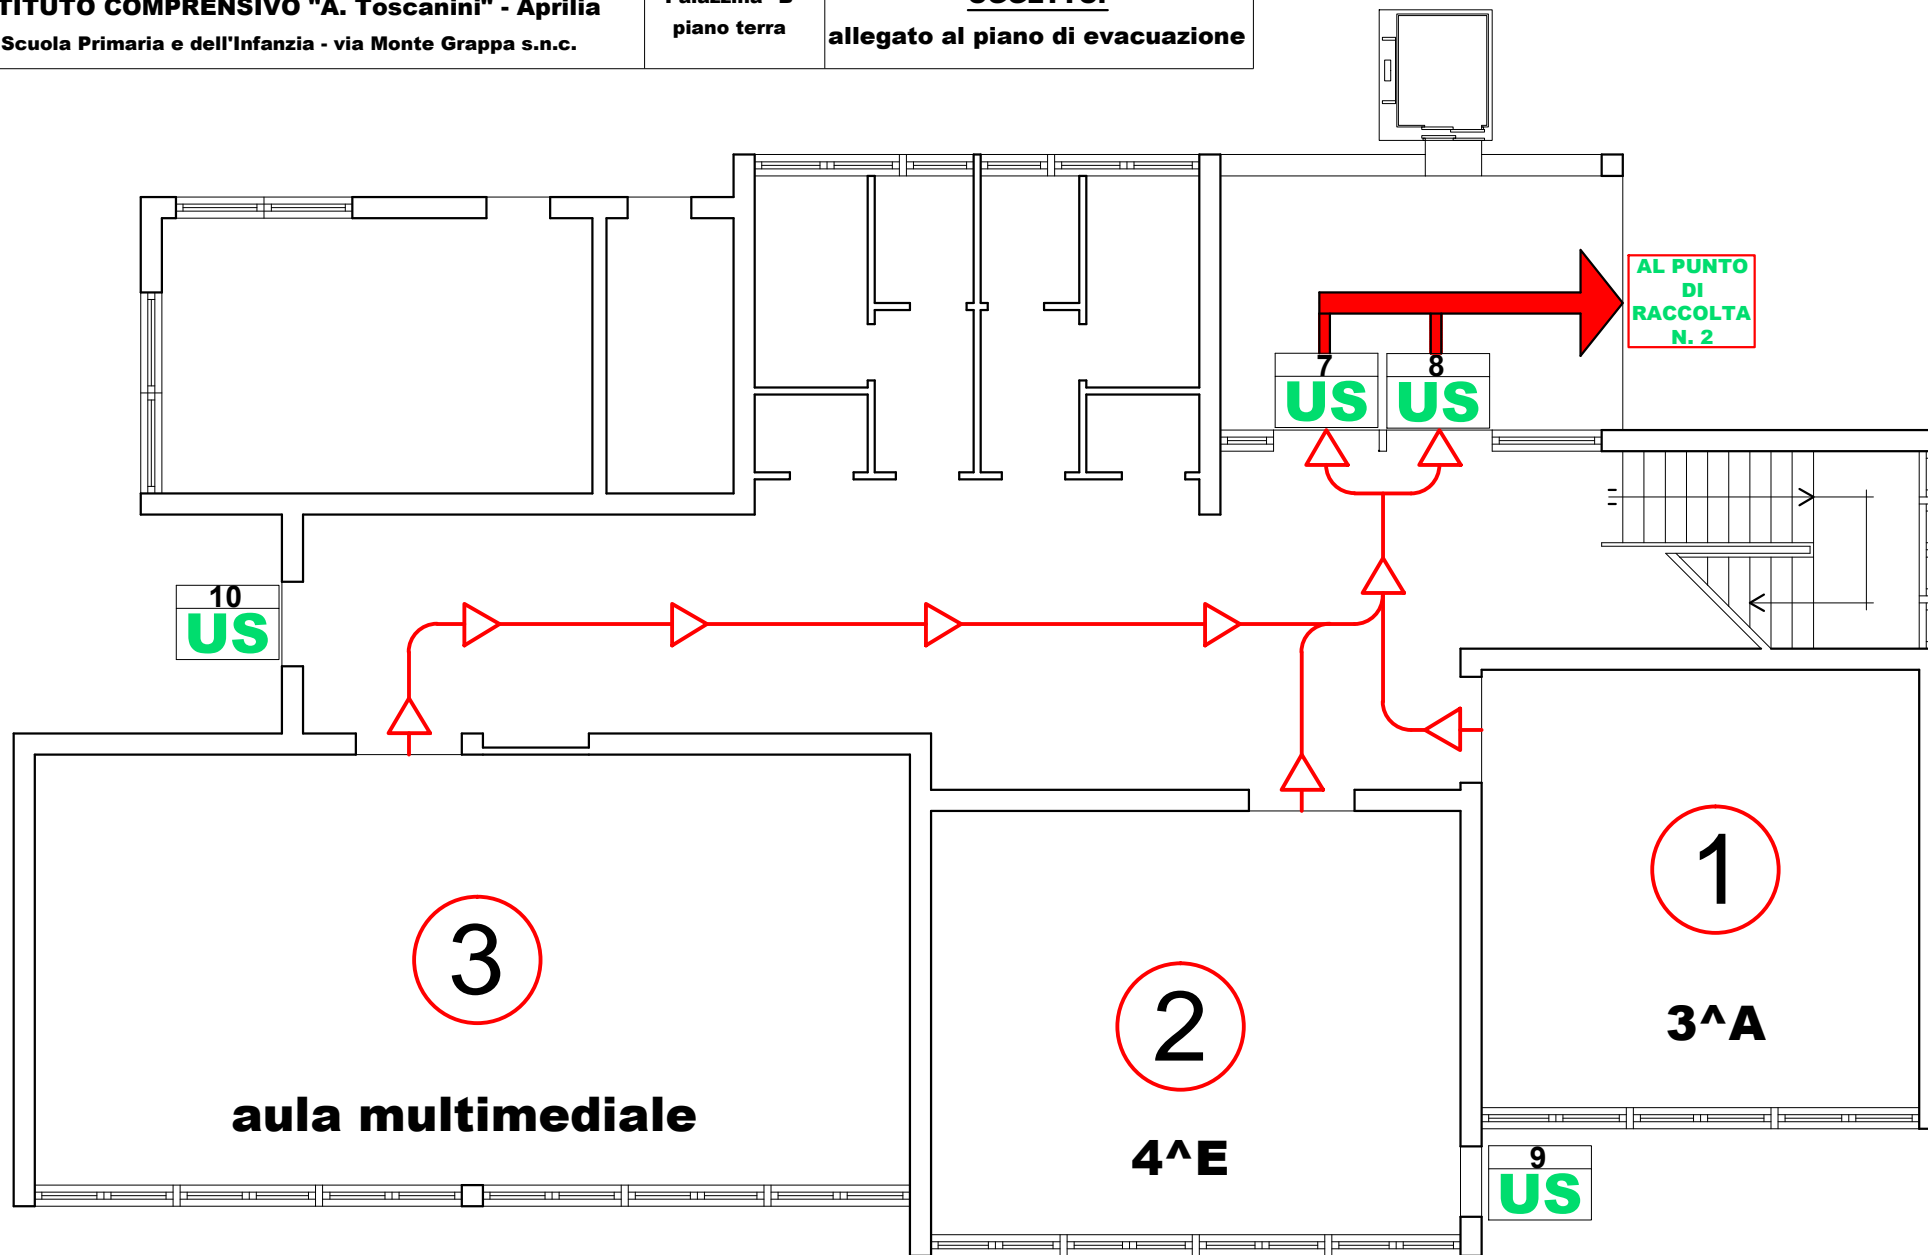 TITUTO COMPRENSIVO "A. Toscanini" - Aprilia
Scuola Primaria e dell'Infanzia - via Monte Grappa s.n.c.
piano terra
allegato al piano di evacuazione
AL PUNTO
DI
RACCOLTA
N. 2
7
US
8
US
10
US
1
3^A
2
4^E
3
aula multimediale
9
US